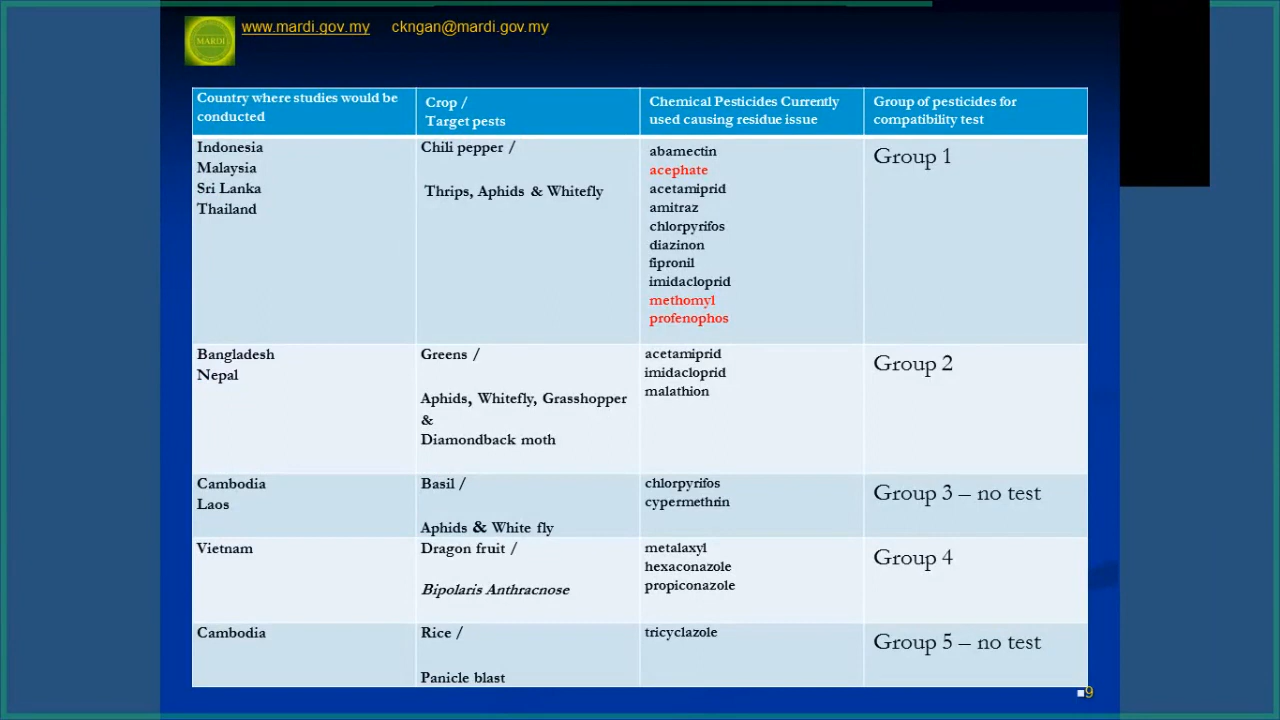 www.mardi.gov.my ckngan@mardi.gov.my
MARDI
Country where studies would be conducted
Crop /
Target pests
Chemical Pesticides Currently used causing residue issue
Group of pesticides for compatibility test
Indonesia
Malaysia
Sri Lanka
Thailand
Chili pepper /
Thrips, Aphids & Whitefly
abamectin
acephate
acetamiprid
amitraz
chlorpyrifos
diazinon
fipronil
imidacloprid
methomyl
profenophos
Group 1
Bangladesh
Nepal
Greens /
Aphids, Whitefly, Grasshopper
&
Diamondback moth
acetamiprid
imidacloprid
malathion
Group 2
Cambodia
Laos
Basil /
Aphids & White fly
chlorpyrifos
cypermethrin
Group 3 – no test
Vietnam
Dragon fruit /
Bipolaris Anthracnose
metalaxyl
hexaconazole
propiconazole
Group 4
Cambodia
Rice /
Panicle blast
tricyclazole
Group 5 – no test
9